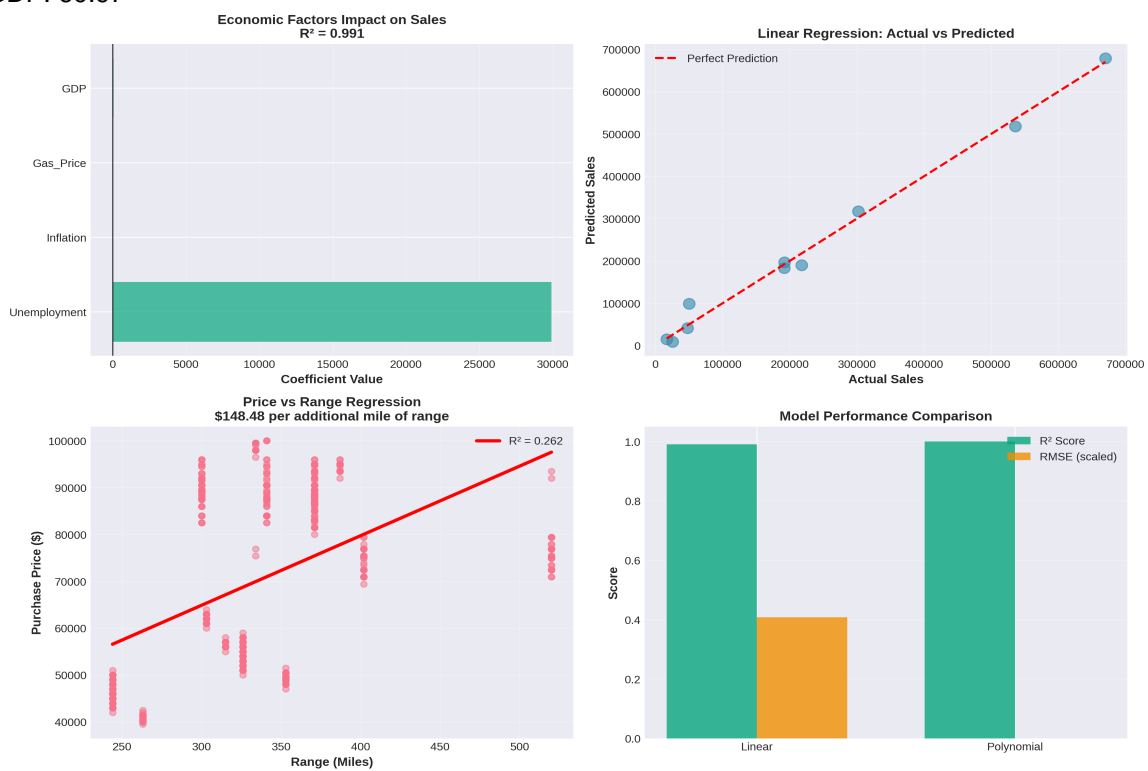 Economic Factors Impact on Sales
R² = 0.991
GDP
Gas_Price
Inflation
Unemployment
0 5000 10000 15000 20000 25000 30000
Coefficient Value
Linear Regression: Actual vs Predicted
Perfect Prediction
700000
600000
500000
400000
300000
200000
100000
0
Predicted Sales
0 100000 200000 300000 400000 500000 600000 700000
Actual Sales
Price vs Range Regression
$148.48 per additional mile of range
R² = 0.262
100000
90000
80000
70000
60000
50000
40000
Purchase Price ($)
250 300 350 400 450 500
Range (Miles)
Model Performance Comparison
R² Score
RMSE (scaled)
1.0
0.8
0.6
0.4
0.2
0.0
Score
Linear Polynomial